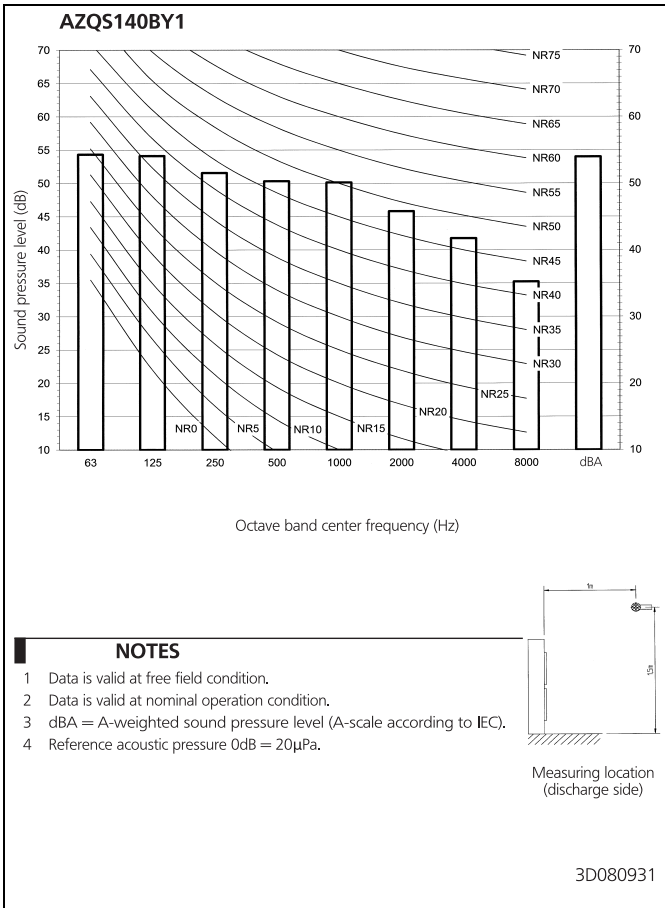 AZQS140BY1
70
65
60
55
50
45
40
35
30
25
20
15
10
Sound pressure level (dB)
70
60
50
40
30
20
10
NR75
NR70
NR65
NR60
NR55
NR50
NR45
NR40
NR35
NR30
NR25
NR20
NR0 NR5 NR10 NR15
63 125 250 500 1000 2000 4000 8000 dBA
Octave band center frequency (Hz)
1m
1.5m
NOTES
1 Data is valid at free field condition.
2 Data is valid at nominal operation condition.
3 dBA = A-weighted sound pressure level (A-scale according to IEC).
4 Reference acoustic pressure 0dB = 20µPa.
Measuring location
(discharge side)
3D080931